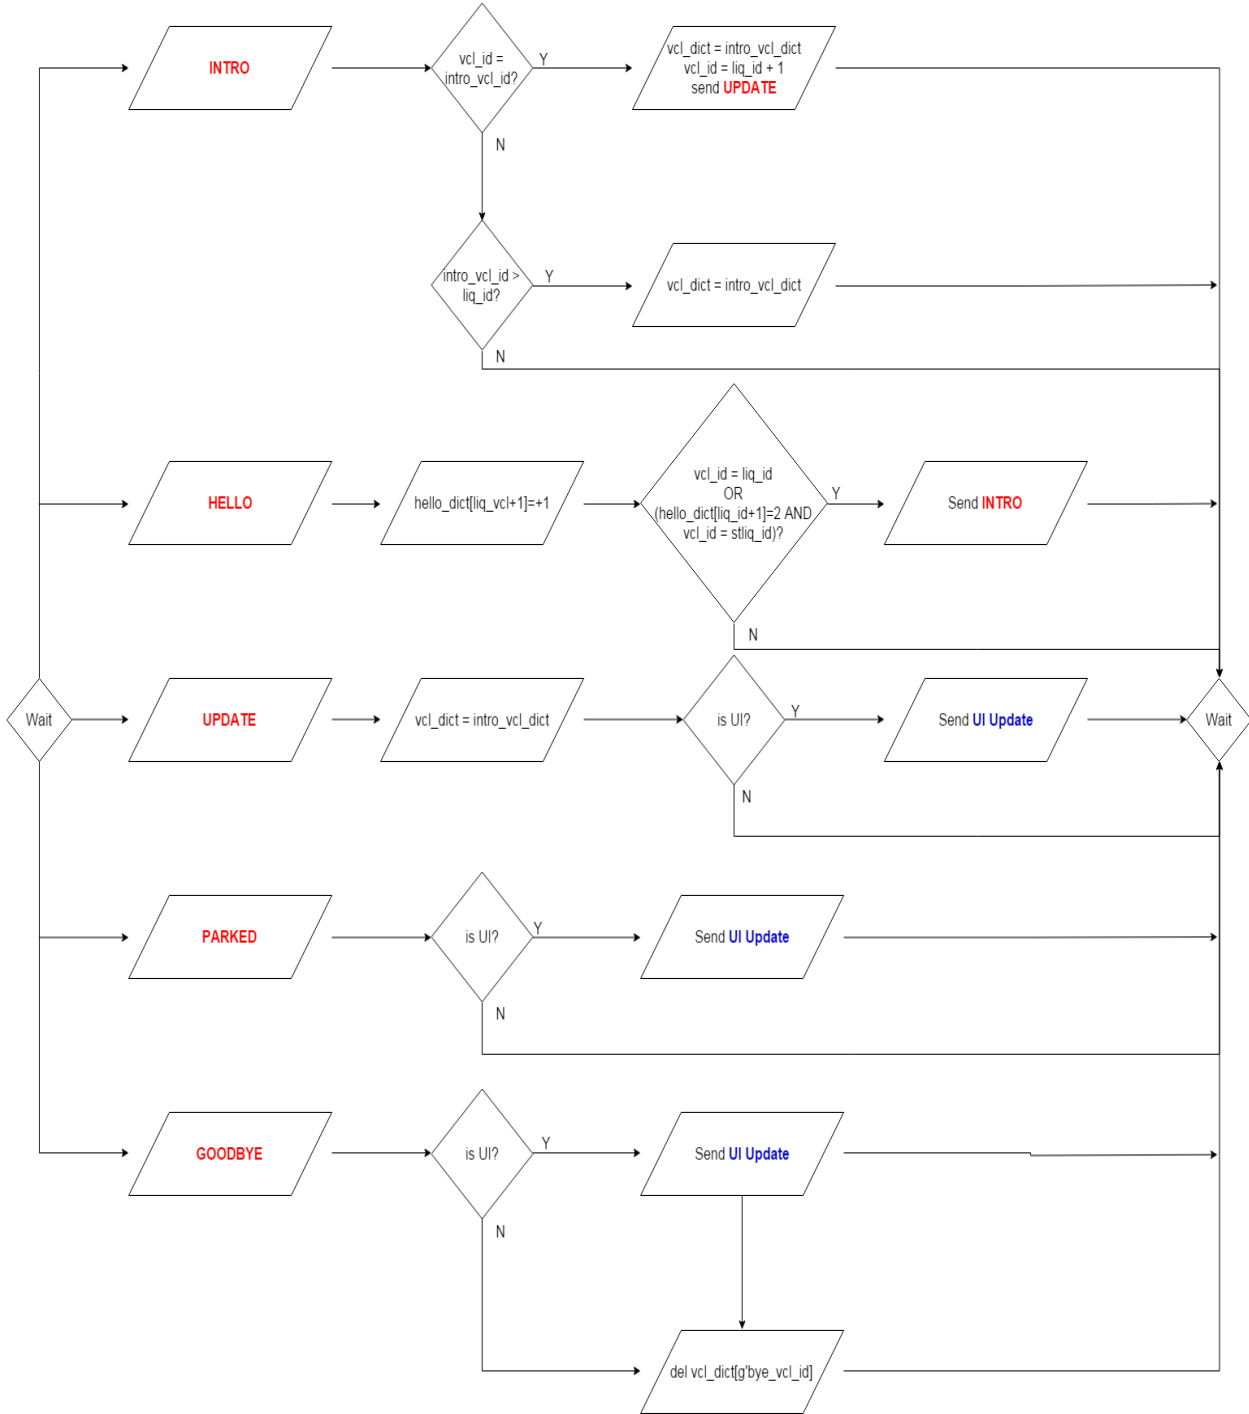 INTRO
vcl_id =
intro_vcl_id?
Y
vcl_dict = intro_vcl_dict
vcl_id = liq_id + 1
send UPDATE
N
intro_vcl_id >
liq_id?
Y
vcl_dict = intro_vcl_dict
N
HELLO
hello_dict[liq_vcl+1]=+1
vcl_id = liq_id
OR
(hello_dict[liq_id+1]=2 AND
vcl_id = stliq_id)?
Y
Send INTRO
N
Wait
UPDATE
vcl_dict = intro_vcl_dict
is UI?
Y
Send UI Update
Wait
N
PARKED
is UI?
Y
Send UI Update
N
GOODBYE
is UI?
Y
Send UI Update
N
del vcl_dict[g'bye_vcl_id]